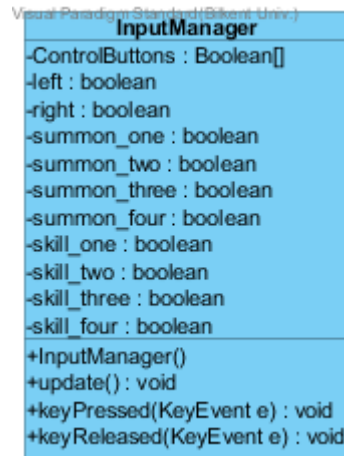 Visual Paradigm Standard(Bilkent Univ.)
InputManager
-ControlButtons : Boolean[]
-left : boolean
-right : boolean
-summon_one : boolean
-summon_two : boolean
-summon_three : boolean
-summon_four : boolean
-skill_one : boolean
-skill_two : boolean
-skill_three : boolean
-skill_four : boolean
+InputManager()
+update() : void
+keyPressed(KeyEvent e) : void
+keyReleased(KeyEvent e) : void